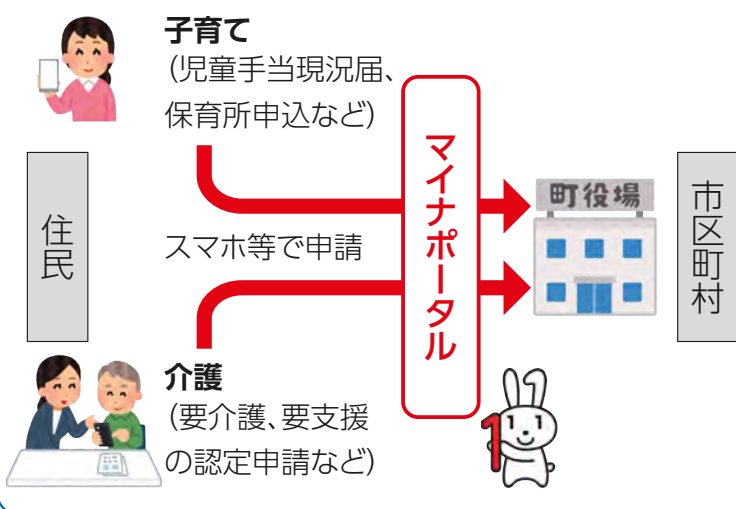 子育て
(児童手当現況届、
保育所申込など)
住民
スマホ等で申請
マイナポータル
町役場
市区町村
介護
(要介護、要支援
の認定申請など)
1